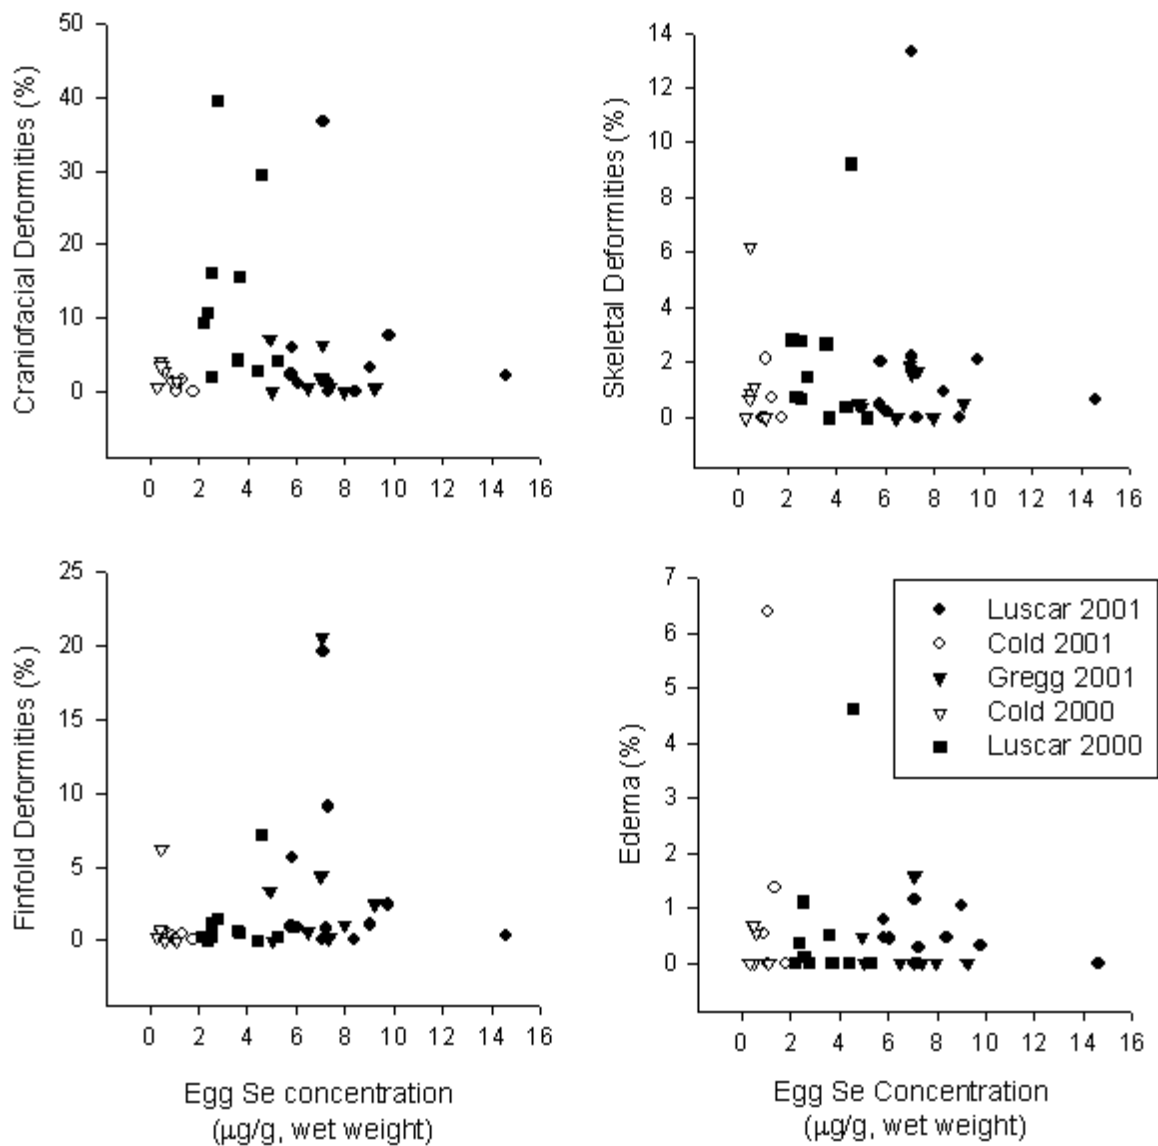 Craniofacial Deformities (%)
50
40
30
20
10
0
0 2 4 6 8 10 12 14 16
Skeletal Deformities (%)
14
12
10
8
6
4
2
0
0 2 4 6 8 10 12 14 16
Finfold Deformities (%)
25
20
15
10
5
0
0 2 4 6 8 10 12 14 16
Egg Se concentration
(µg/g, wet weight)
Edema (%)
7
6
5
4
3
2
1
0
Luscar 2001
Cold 2001
Gregg 2001
Cold 2000
Luscar 2000
0 2 4 6 8 10 12 14 16
Egg Se Concentration
(µg/g, wet weight)